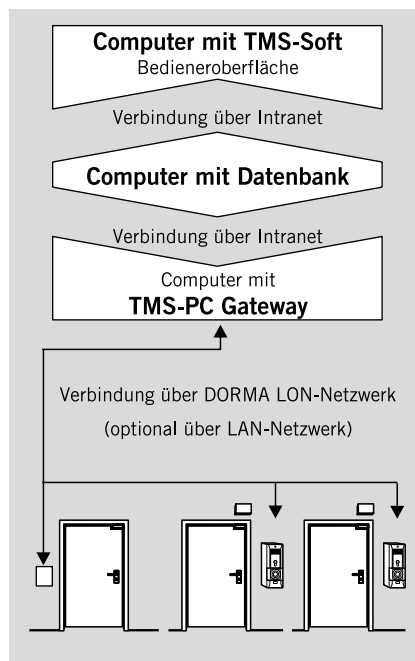 Computer mit TMS-Soft
Bedieneroberfläche
Verbindung über Intranet
Computer mit Datenbank
Verbindung über Intranet
Computer mit
TMS-PC Gateway
Verbindung über DORMA LON-Netzwerk
(optional über LAN-Netzwerk)